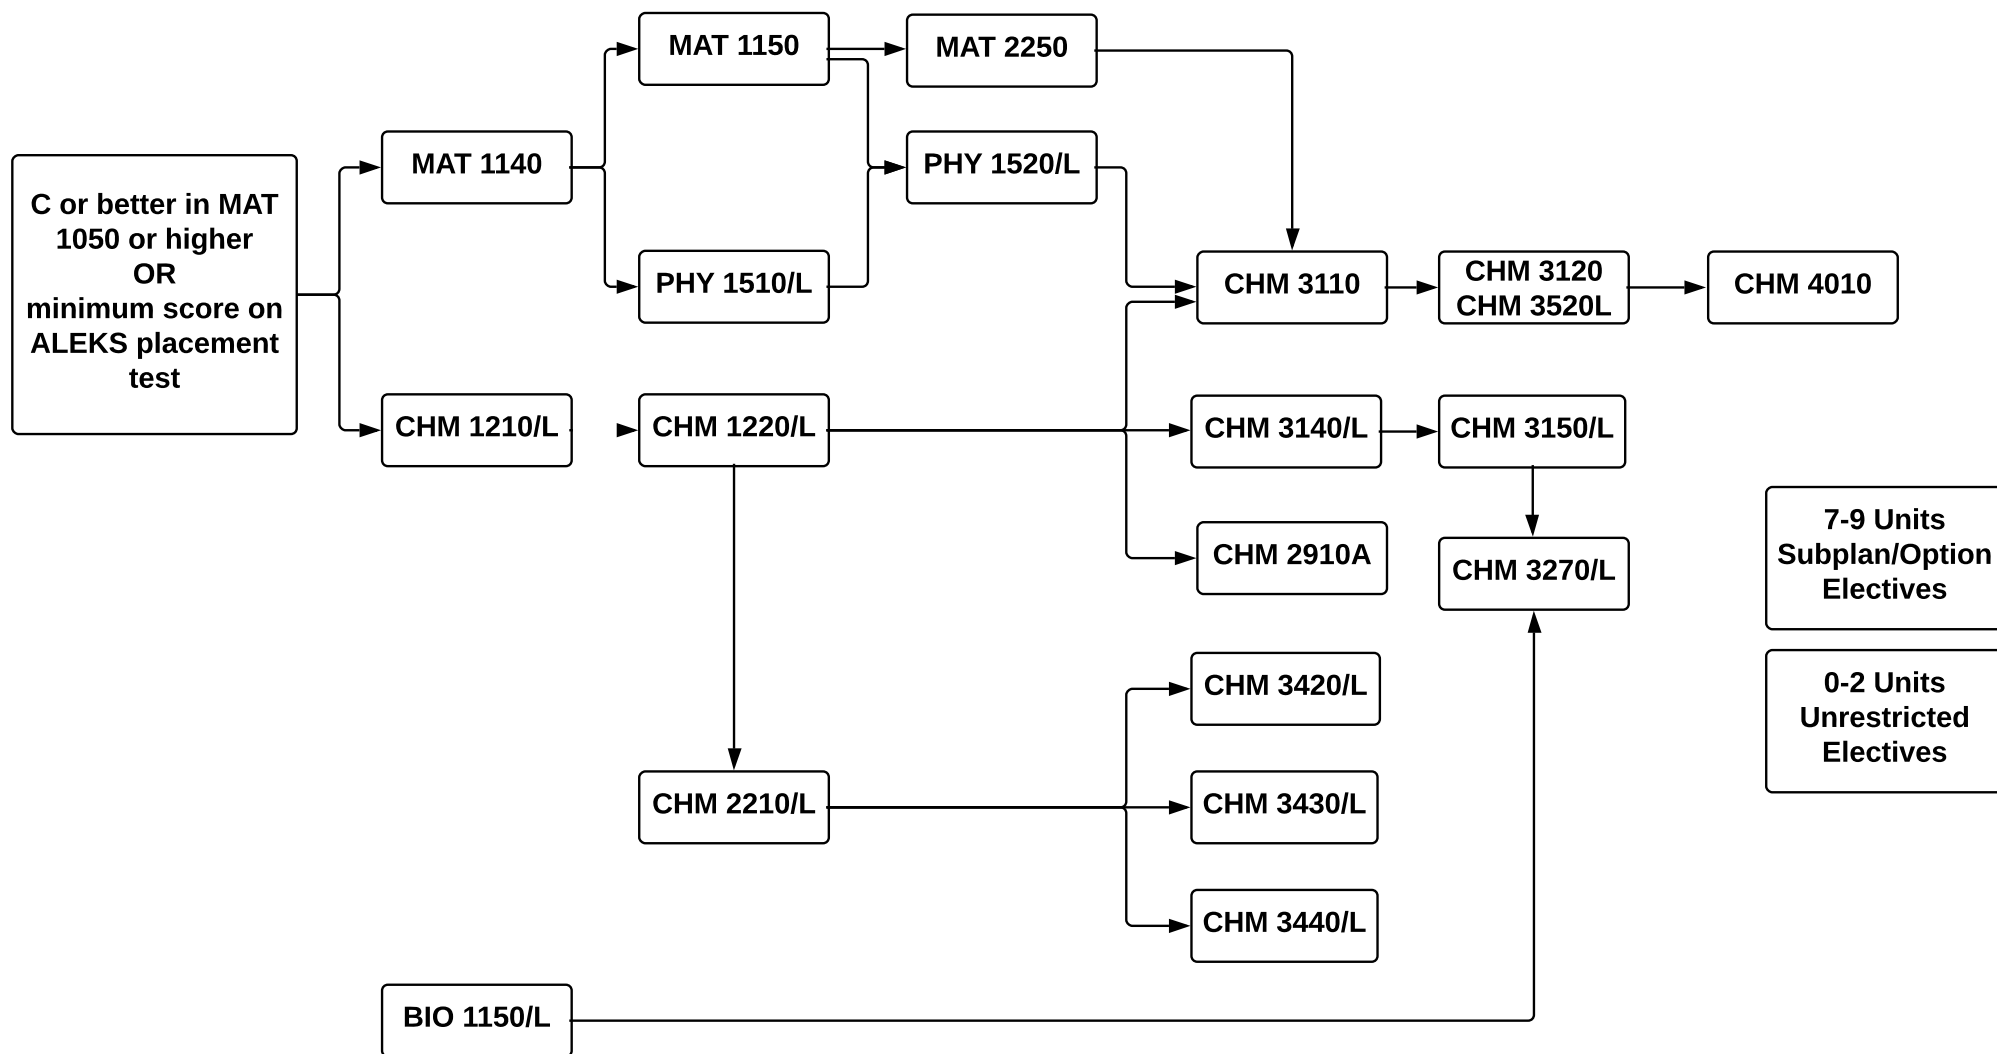 MAT 1150
MAT 2250
MAT 1140
PHY 1520/L
C or better in MAT
1050 or higher
OR
minimum score on
ALEKS placement
test
PHY 1510/L
CHM 3110
CHM 3120
CHM 3520L
CHM 4010
CHM 1210/L
CHM 1220/L
CHM 3140/L
CHM 3150/L
CHM 2910A
CHM 3270/L
7-9 Units
Subplan/Option
Electives
CHM 3420/L
0-2 Units
Unrestricted
Electives
CHM 2210/L
CHM 3430/L
CHM 3440/L
BIO 1150/L